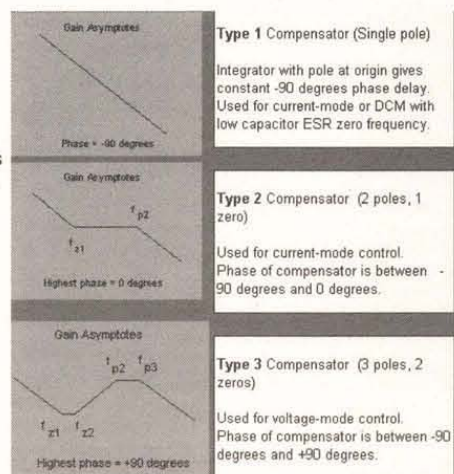 Gain Asymptotes
Phase = -90 degrees
Type 1 Compensator (Single pole)
Integrator with pole at origin gives
constant -90 degrees phase delay.
Used for current-mode or DCM with
low capacitor ESR zero frequency.
s
Gain Asymptotes
f p2
f z1
Highest phase = 0 degrees
Type 2 Compensator (2 poles, 1
zero)
Used for current-mode control.
Phase of compensator is between -
90 degrees and 0 degrees.
Gain Asymptotes
f p2 f p3
f z1 f z2
Highest phase = +90 degrees
Type 3 Compensator (3 poles, 2
zeros)
Used for voltage-mode control.
Phase of compensator is between -90
degrees and +90 degrees.